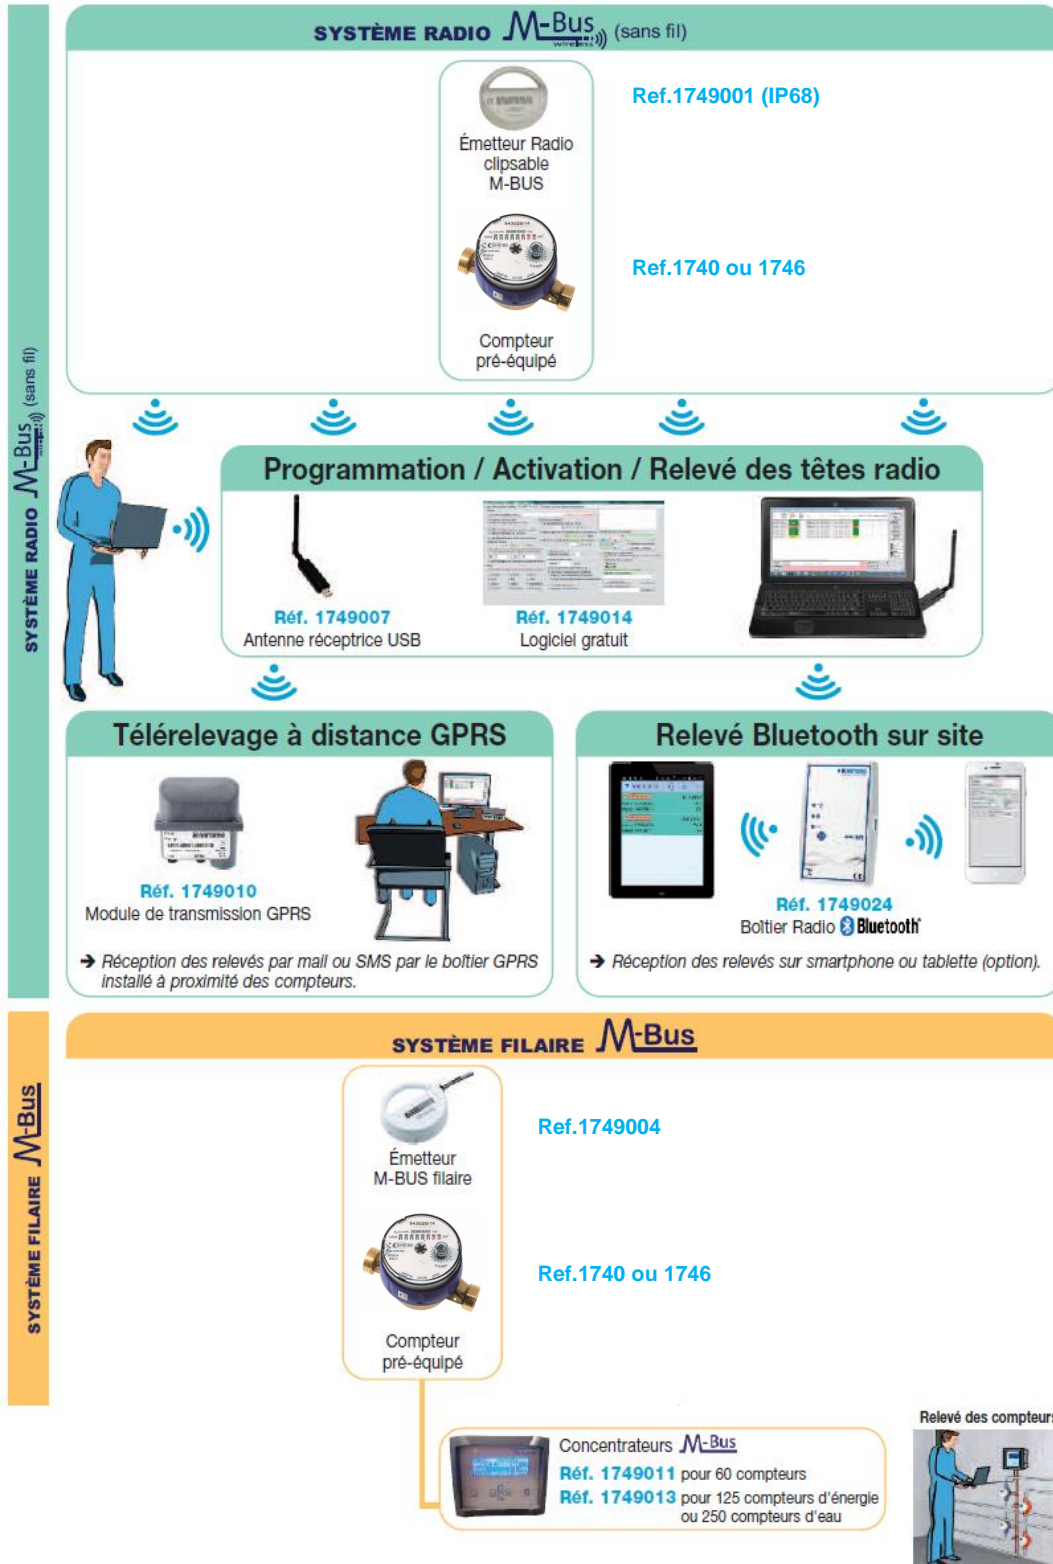 SYSTÈME RADIO M-Bus wireless (sans fil)
Ref.1749001 (IP68)
Émetteur Radio
clipsable
M-BUS
Ref.1740 ou 1746
Compteur
pré-équipé
SYSTÈME RADIO M-Bus wireless (sans fil)
Programmation / Activation / Relevé des têtes radio
Réf. 1749007
Antenne réceptrice USB
Réf. 1749014
Logiciel gratuit
Télérelevage à distance GPRS
Réf. 1749010
Module de transmission GPRS
➔ Réception des relevés par mail ou SMS par le boîtier GPRS
installé à proximité des compteurs.
Relevé Bluetooth sur site
Réf. 1749024
Boîtier Radio Bluetooth
➔ Réception des relevés sur smartphone ou tablette (option).
SYSTÈME FILAIRE M-Bus
SYSTÈME FILAIRE M-Bus
Émetteur
M-BUS filaire
Ref.1749004
Ref.1740 ou 1746
Compteur
pré-équipé
Concentrateurs M-Bus
Réf. 1749011 pour 60 compteurs
Réf. 1749013 pour 125 compteurs d'énergie
ou 250 compteurs d'eau
Relevé des compteurs